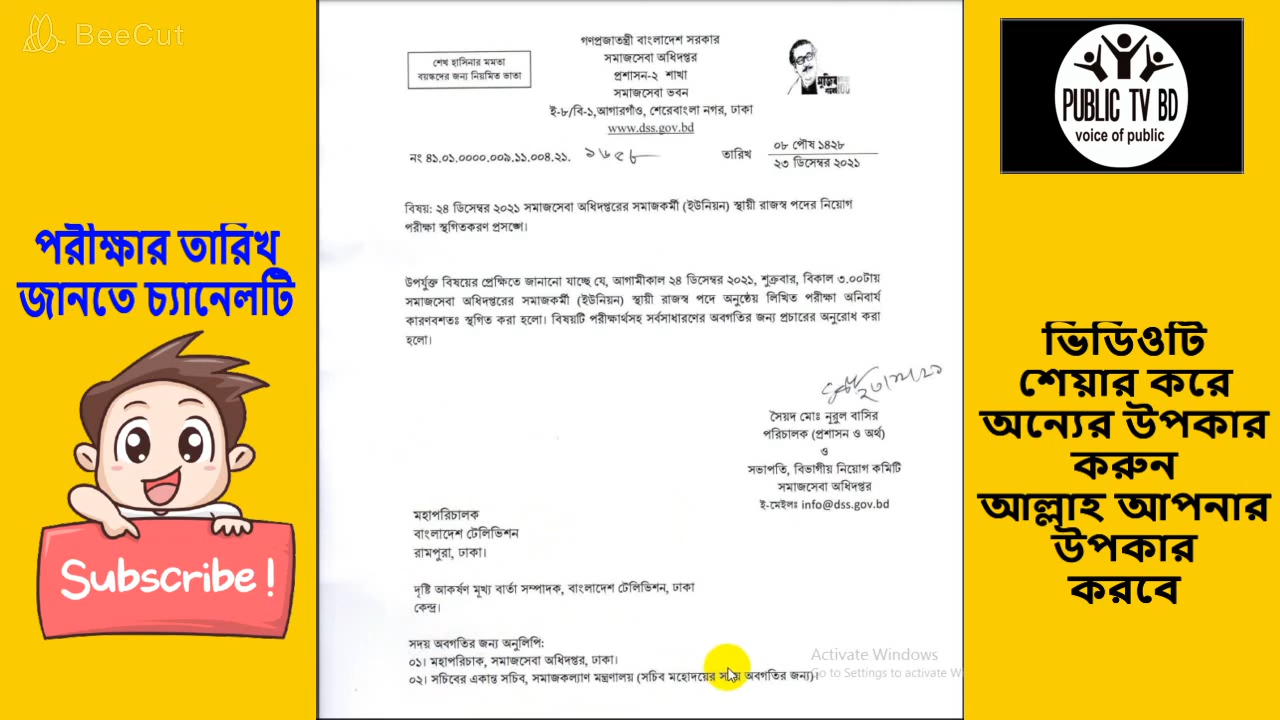 BeeCut
পরীক্ষার তারিখ
জানতে চ্যানেলটি
Subscribe!
শেখ হাসিনার মমতা
বয়স্কদের জন্য নিয়মিত ভাতা
গণপ্রজাতন্ত্রী বাংলাদেশ সরকার
সমাজসেবা অধিদপ্তর
প্রশাসন-২ শাখা
সমাজসেবা ভবন
ই-৮/বি-১,আগারগাঁও, শেরেবাংলা নগর, ঢাকা
www.dss.gov.bd
মুজিব
100
নং ৪১.০১.০০০০.০০৯.১১.০০৪.২১. ১৬৫৮
তারিখ
০৮ পৌষ ১৪২৮
২৩ ডিসেম্বর ২০২১
বিষয়: ২৪ ডিসেম্বর ২০২১ সমাজসেবা অধিদপ্তরের সমাজকর্মী (ইউনিয়ন) স্থায়ী রাজস্ব পদের নিয়োগ
পরীক্ষা স্থগিতকরণ প্রসঙ্গে।
উপর্যুক্ত বিষয়ের প্রেক্ষিতে জানানো যাচ্ছে যে, আগামীকাল ২৪ ডিসেম্বর ২০২১, শুক্রবার, বিকাল ৩.০০টায়
সমাজসেবা অধিদপ্তরের সমাজকর্মী (ইউনিয়ন) স্থায়ী রাজস্ব পদে অনুষ্ঠেয় লিখিত পরীক্ষা অনিবার্য
কারণবশতঃ স্থগিত করা হলো। বিষয়টি পরীক্ষার্থসহ সর্বসাধারণের অবগতির জন্য প্রচারের অনুরোধ করা
হলো।
সৈয়দ মোঃ নূরুল বাসির
পরিচালক (প্রশাসন ও অর্থ)
ও
সভাপতি, বিভাগীয় নিয়োগ কমিটি
সমাজসেবা অধিদপ্তর
ই-মেইলঃ info@dss.gov.bd
মহাপরিচালক
বাংলাদেশ টেলিভিশন
রামপুরা, ঢাকা।
দৃষ্টি আকর্ষণ মূখ্য বার্তা সম্পাদক, বাংলাদেশ টেলিভিশন, ঢাকা
কেন্দ্র।
সদয় অবগতির জন্য অনুলিপি:
০১। মহাপরিচাক, সমাজসেবা অধিদপ্তর, ঢাকা।
০২। সচিবের একান্ত সচিব, সমাজকল্যাণ মন্ত্রণালয় (সচিব মহোদয়ের সদয় অবগতির জন্য)।
Activate Windows
Go to Settings to activate W
PUBLIC TV BD
voice of public
ভিডিওটি
শেয়ার করে
অন্যের উপকার
করুন
আল্লাহ আপনার
উপকার
করবে